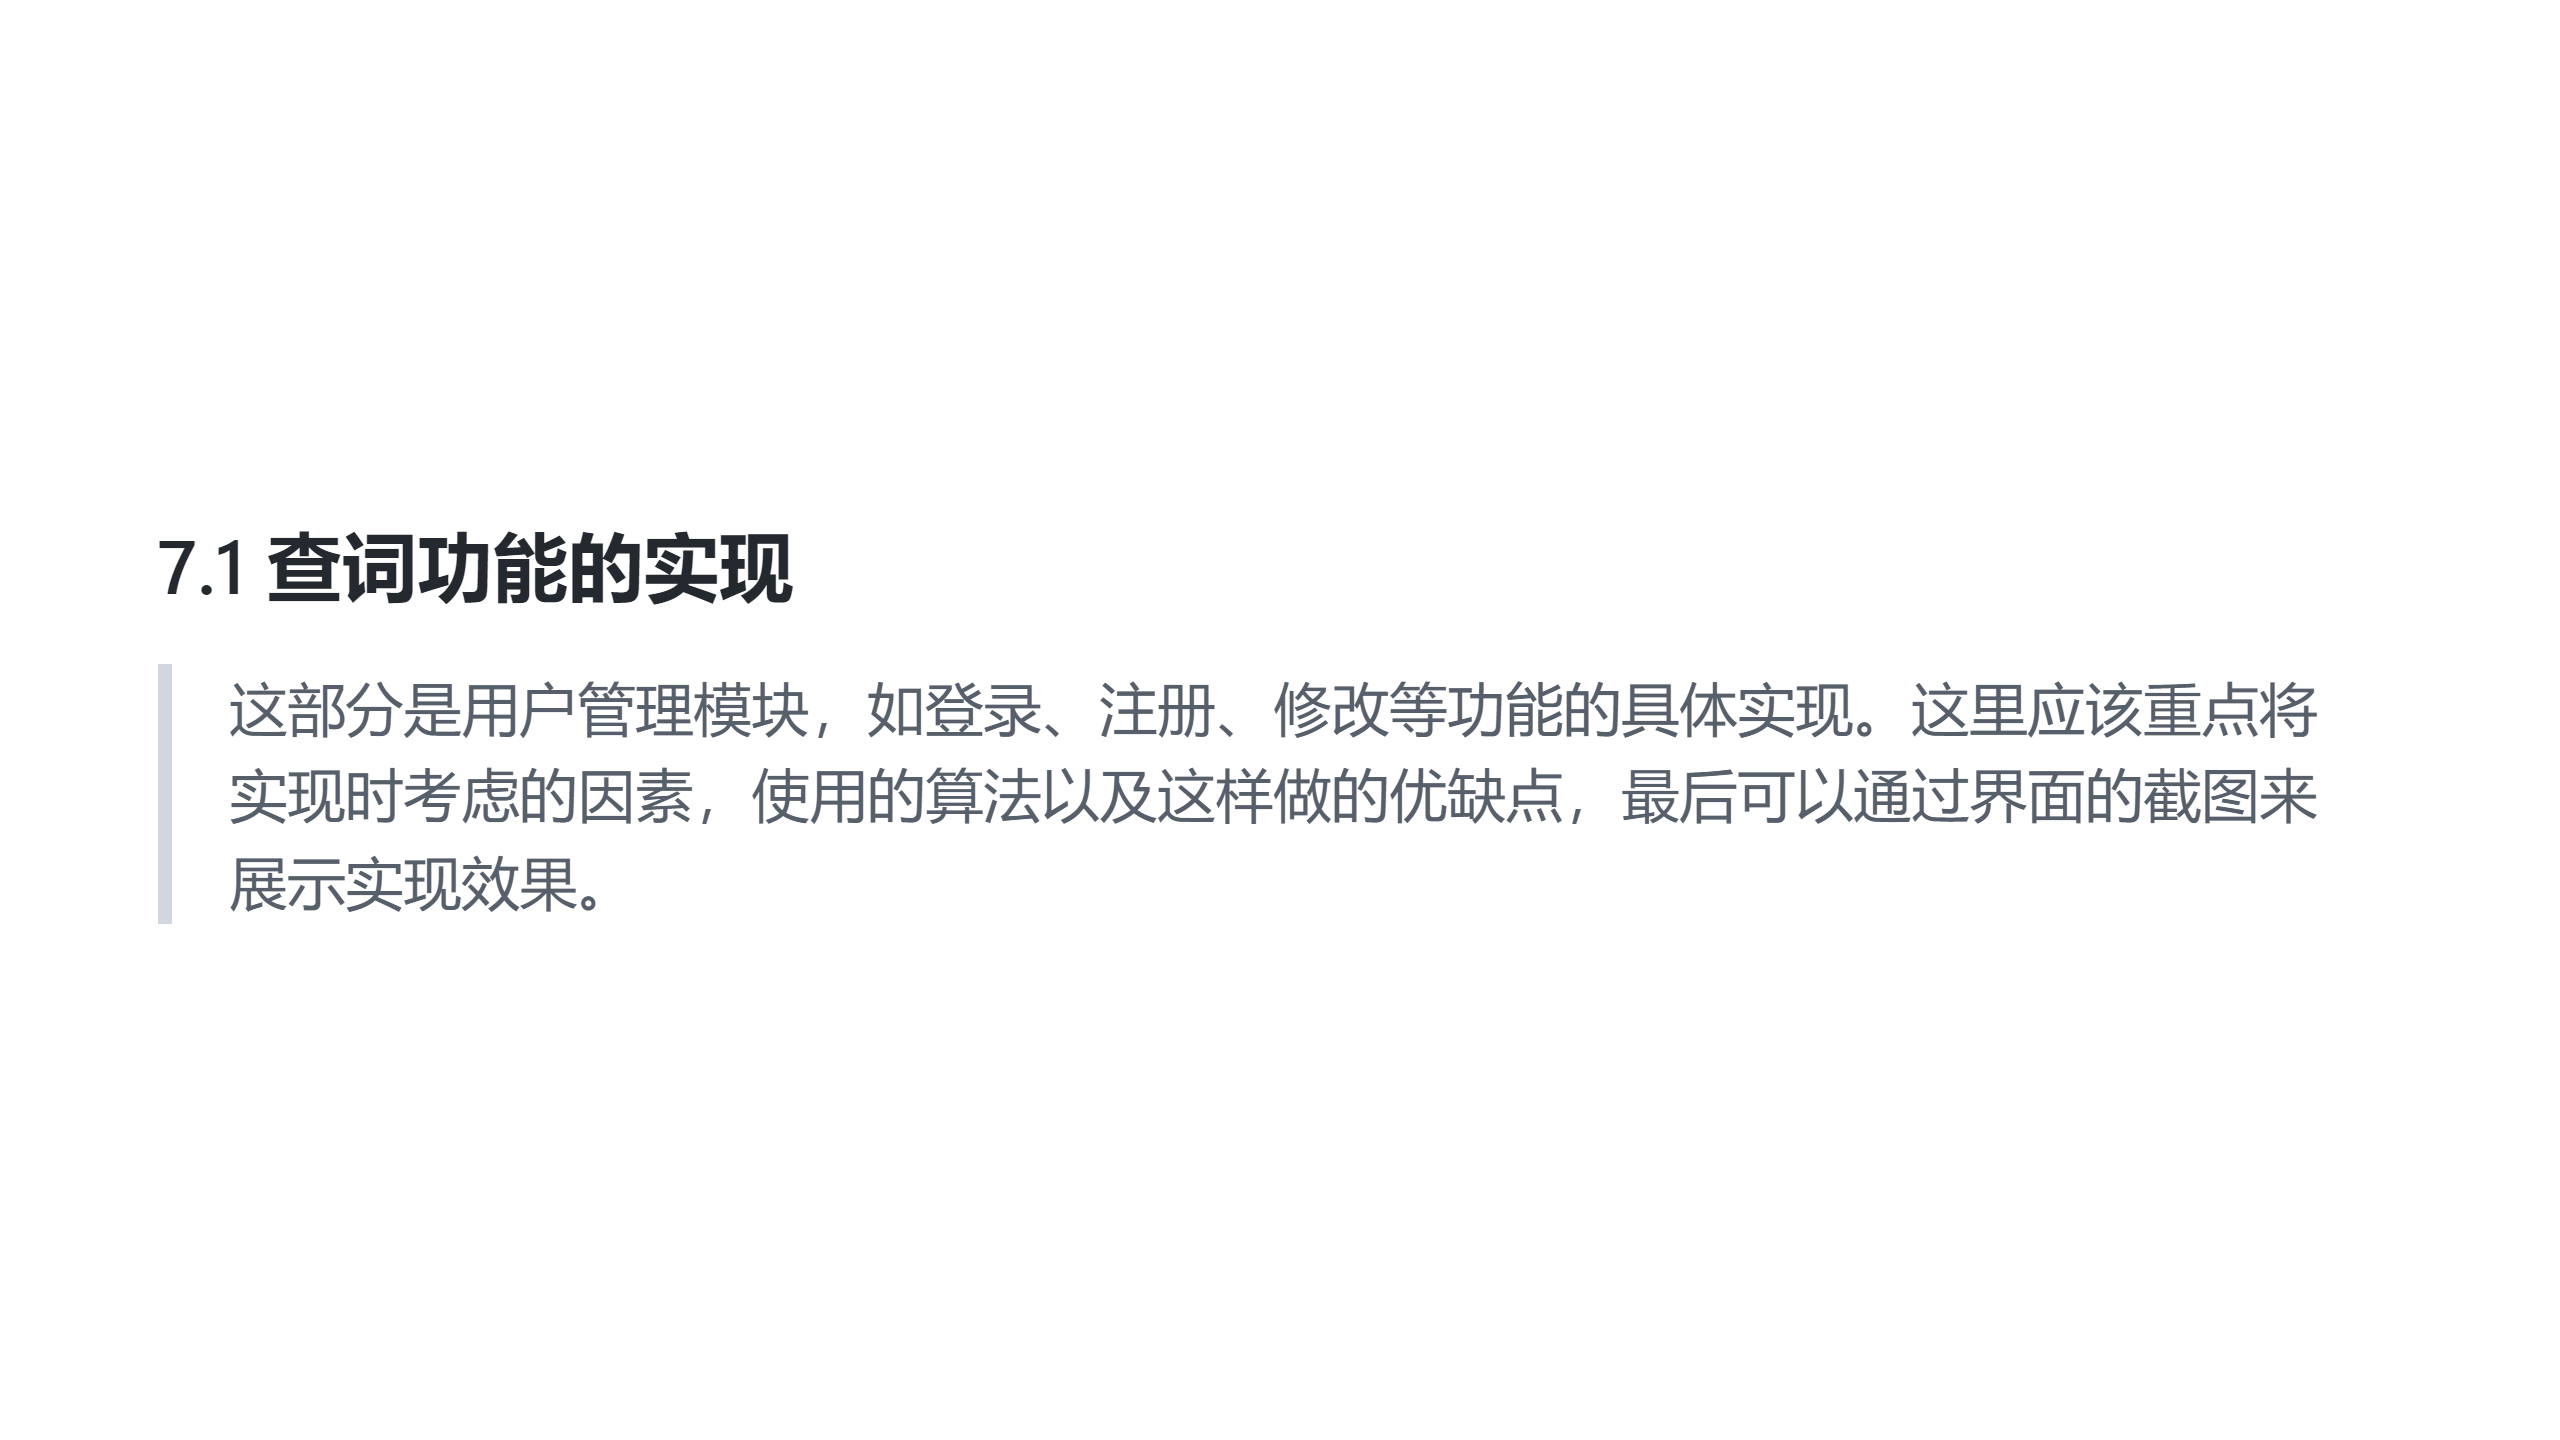 7.1 查词功能的实现
这部分是用户管理模块，如登录、注册、修改等功能的具体实现。这里应该重点将
实现时考虑的因素，使用的算法以及这样做的优缺点，最后可以通过界面的截图来
展示实现效果。